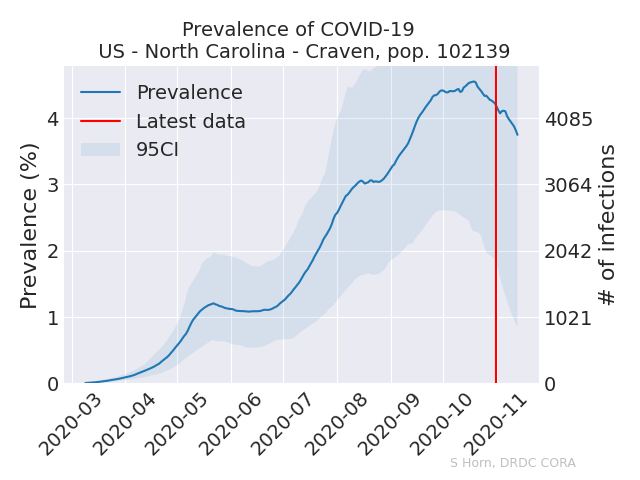 Prevalence of COVID-19
US - North Carolina - Craven, pop. 102139
Prevalence
Latest data
95CI
Prevalence (%)
4
3
2
1
0
4085
3064
2042
1021
0
# of infections
2020-03
2020-04
2020-05
2020-06
2020-07
2020-08
2020-09
2020-10
2020-11
S Horn, DRDC CORA